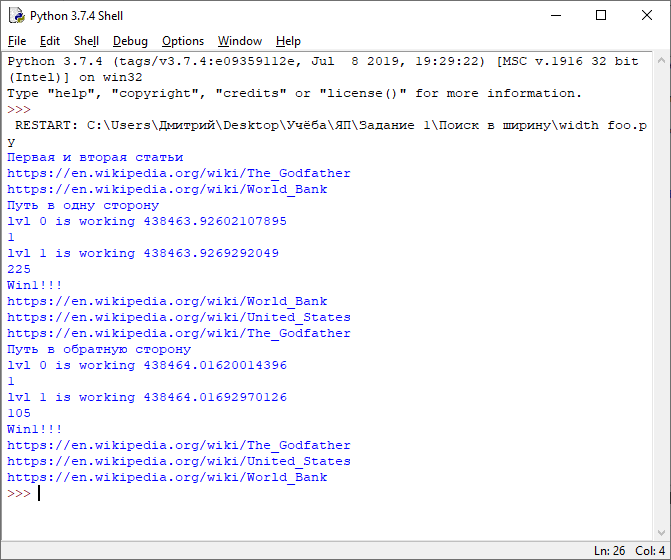 Python 3.7.4 Shell
File Edit Shell Debug Options Window Help
Python 3.7.4 (tags/v3.7.4:e09359112e, Jul  8 2019, 19:29:22) [MSC v.1916 32 bit
(Intel)] on win32
Type "help", "copyright", "credits" or "license()" for more information.
>>>
 RESTART: C:\Users\Дмитрий\Desktop\Учёба\ЯП\Задание 1\Поиск в ширину\width foo.p
y
Первая и вторая статьи
https://en.wikipedia.org/wiki/The_Godfather
https://en.wikipedia.org/wiki/World_Bank
Путь в одну сторону
lvl 0 is working 438463.92602107895
1
lvl 1 is working 438463.9269292049
225
Win1!!!
https://en.wikipedia.org/wiki/World_Bank
https://en.wikipedia.org/wiki/United_States
https://en.wikipedia.org/wiki/The_Godfather
Путь в обратную сторону
lvl 0 is working 438464.01620014396
1
lvl 1 is working 438464.01692970126
105
Win1!!!
https://en.wikipedia.org/wiki/The_Godfather
https://en.wikipedia.org/wiki/United_States
https://en.wikipedia.org/wiki/World_Bank
>>>
Ln: 26 Col: 4